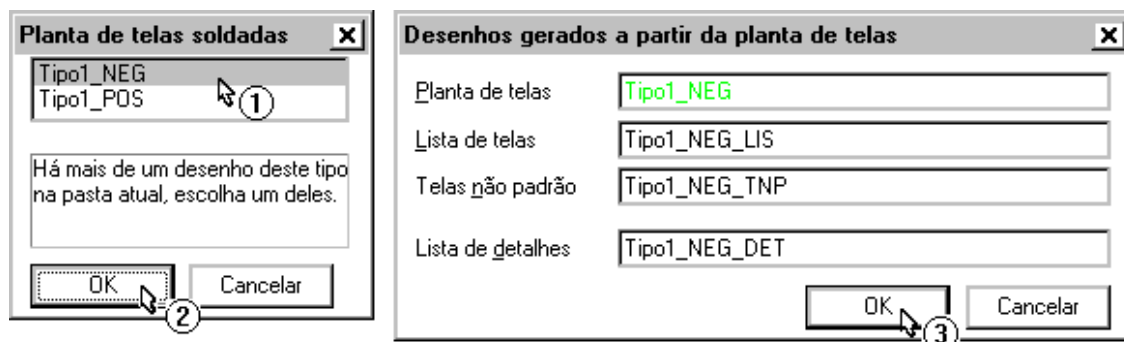 Planta de telas soldadas
Tipo1_NEG
Tipo1_POS
1
Há mais de um desenho deste tipo
na pasta atual, escolha um deles.
OK
Cancelar
2
Desenhos gerados a partir da planta de telas
Planta de telas
Tipo1_NEG
Lista de telas
Tipo1_NEG_LIS
Telas não padrão
Tipo1_NEG_TNP
Lista de detalhes
Tipo1_NEG_DET
OK
Cancelar
3